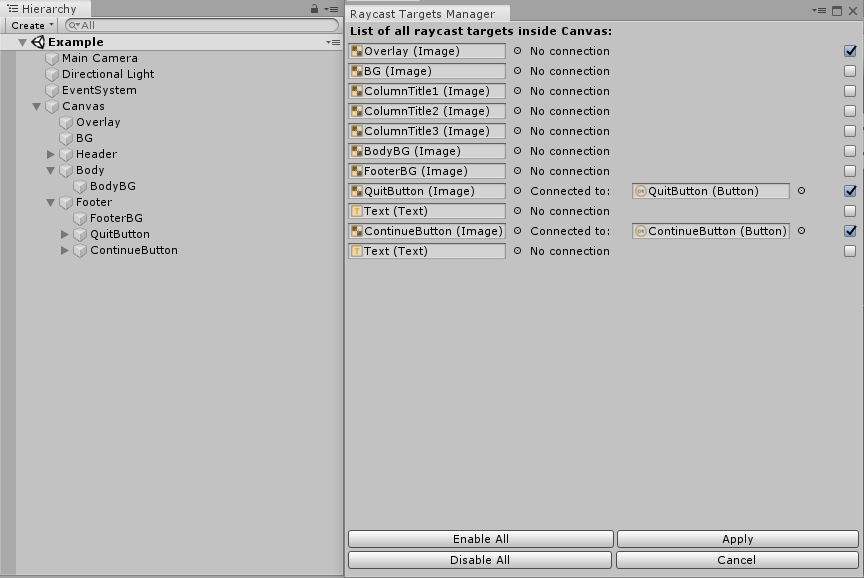 Hierarchy
Create
All
Example
Main Camera
Directional Light
EventSystem
Canvas
Overlay
BG
Header
Body
BodyBG
Footer
FooterBG
QuitButton
ContinueButton
Raycast Targets Manager
List of all raycast targets inside Canvas:
Overlay (Image) No connection
BG (Image) No connection
ColumnTitle1 (Image) No connection
ColumnTitle2 (Image) No connection
ColumnTitle3 (Image) No connection
BodyBG (Image) No connection
FooterBG (Image) No connection
QuitButton (Image) Connected to: QuitButton (Button)
Text (Text) No connection
ContinueButton (Image) Connected to: ContinueButton (Button)
Text (Text) No connection
Enable All Apply
Disable All Cancel